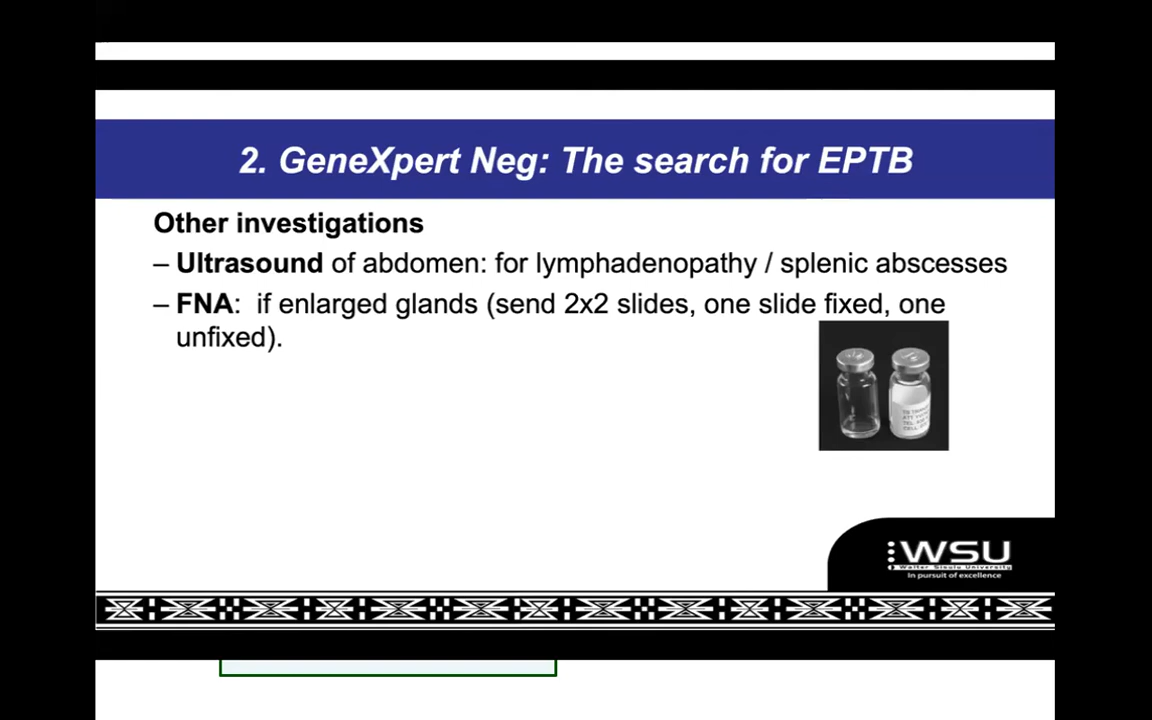 2. GeneXpert Neg: The search for EPTB
Other investigations
– Ultrasound of abdomen: for lymphadenopathy / splenic abscesses
– FNA: if enlarged glands (send 2x2 slides, one slide fixed, one
unfixed).
WSU
Walter Sisulu University
In pursuit of excellence